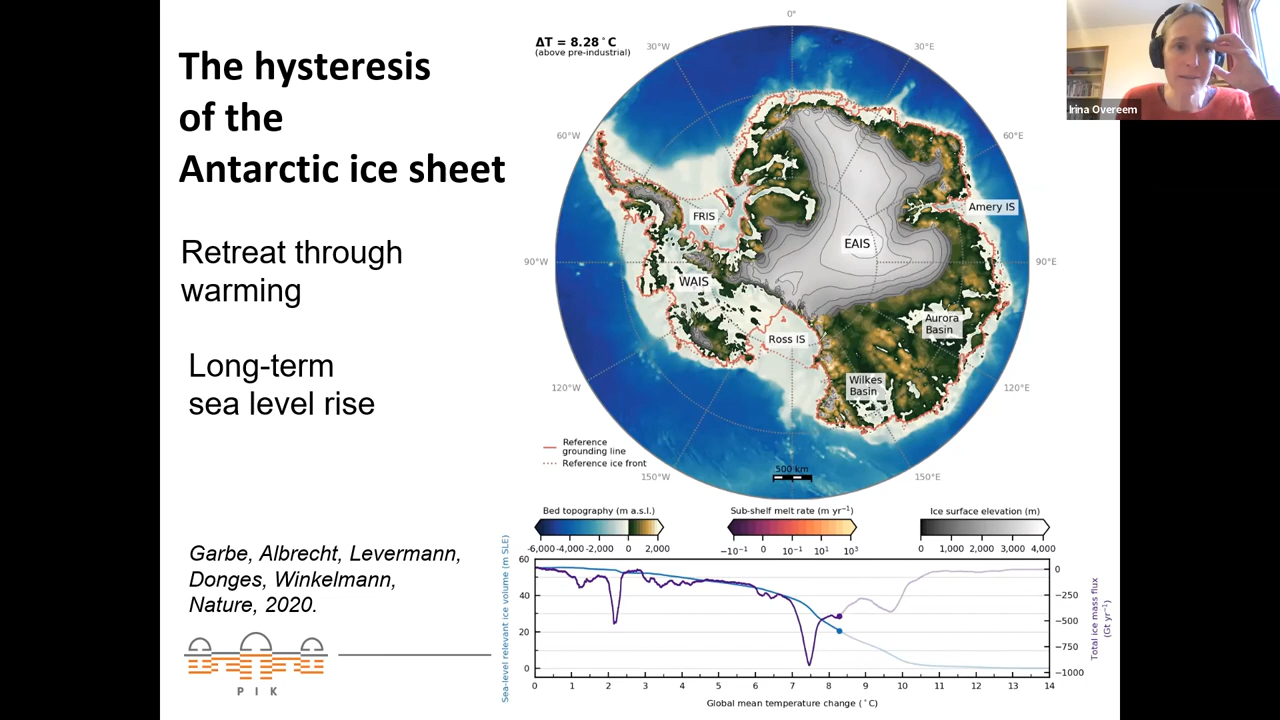 The hysteresis
of the
Antarctic ice sheet
Retreat through
warming
Long-term
sea level rise
Garbe, Albrecht, Levermann,
Donges, Winkelmann,
Nature, 2020.
P I K
ΔT = 8.28°C
(above pre-industrial)
0°
30°W
30°E
60°W
60°E
90°W
90°E
120°W
120°E
150°W
150°E
FRIS
Amery IS
EAIS
WAIS
Ross IS
Aurora
Basin
Wilkes
Basin
Reference
grounding line
Reference ice front
500 km
Bed topography (m a.s.l.)
-6,000 -4,000 -2,000 0 2,000
Sub-shelf melt rate (m yr⁻¹)
−10⁻¹ 0 10⁻¹ 10¹ 10³
Ice surface elevation (m)
0 1,000 2,000 3,000 4,000
Sea-level relevant ice volume (m SLE)
60
40
20
0
Total ice mass flux
(Gt yr⁻¹)
0
−250
−500
−750
−1000
0 1 2 3 4 5 6 7 8 9 10 11 12 13 14
Global mean temperature change (°C)
Irina Overeem